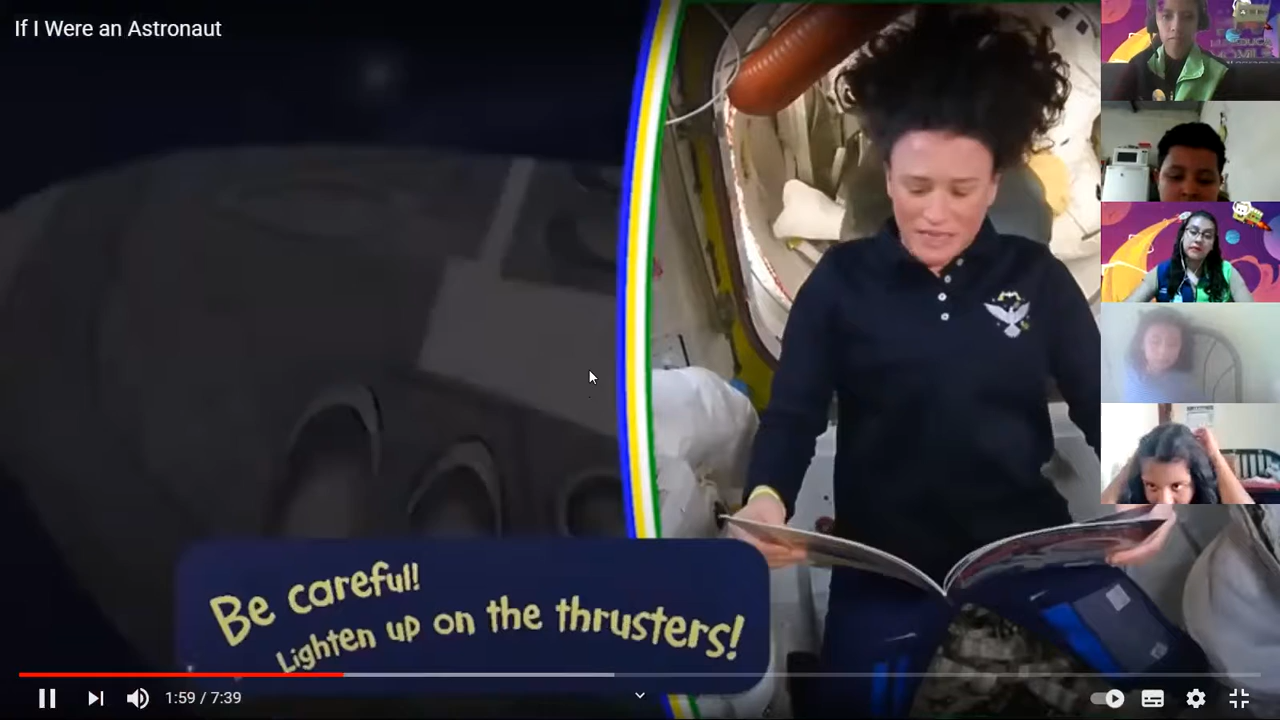 If I Were an Astronaut
Be careful!
Lighten up on the thrusters!
1:59 / 7:39